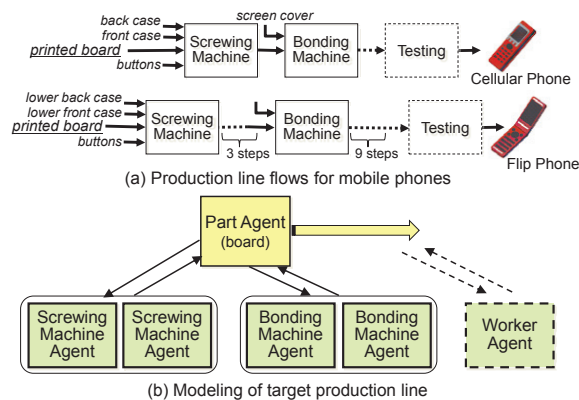 back case
front case
printed board
buttons
screen cover
Screwing
Machine
Bonding
Machine
Testing
Cellular Phone
lower back case
lower front case
printed board
buttons
Screwing
Machine
3 steps
Bonding
Machine
9 steps
Testing
Flip Phone
(a) Production line flows for mobile phones
Part Agent
(board)
Screwing
Machine
Agent
Screwing
Machine
Agent
Bonding
Machine
Agent
Bonding
Machine
Agent
Worker
Agent
(b) Modeling of target production line